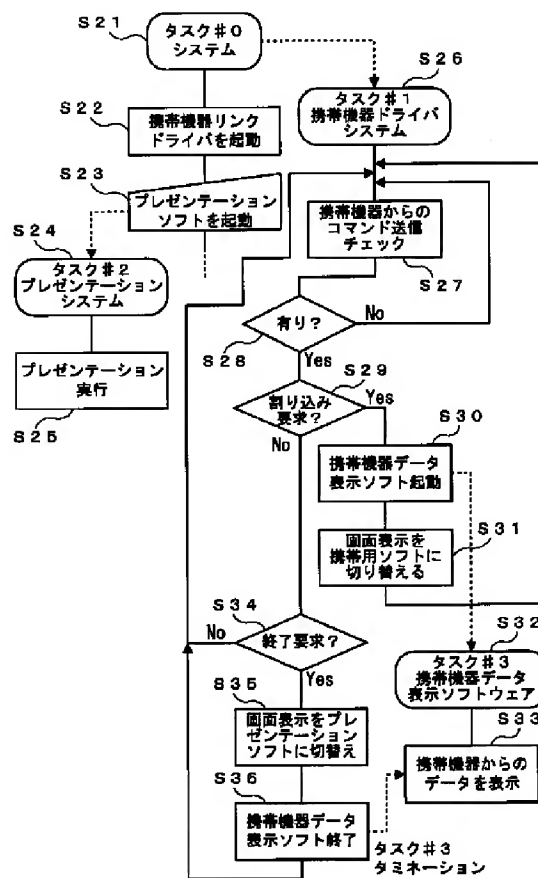 S21
タスク#0
システム
S22
携帯機器リンク
ドライバを起動
S23
プレゼンテーション
ソフトを起動
S24
タスク#2
プレゼンテーション
システム
プレゼンテーション
実行
S25
S26
タスク#1
携帯機器ドライバ
システム
携帯機器からの
コマンド送信
チェック
S27
有り?
No
S28
Yes
S29
割り込み
要求?
Yes
No
S30
携帯機器データ
表示ソフト起動
S31
画面表示を
携帯用ソフトに
切り替える
S34
No
終了要求?
Yes
S32
タスク#3
携帯機器データ
表示ソフトウェア
S33
携帯機器からの
データを表示
S35
画面表示をプレ
ゼンテーション
ソフトに切替え
S36
携帯機器データ
表示ソフト終了
タスク#3
タミネーション